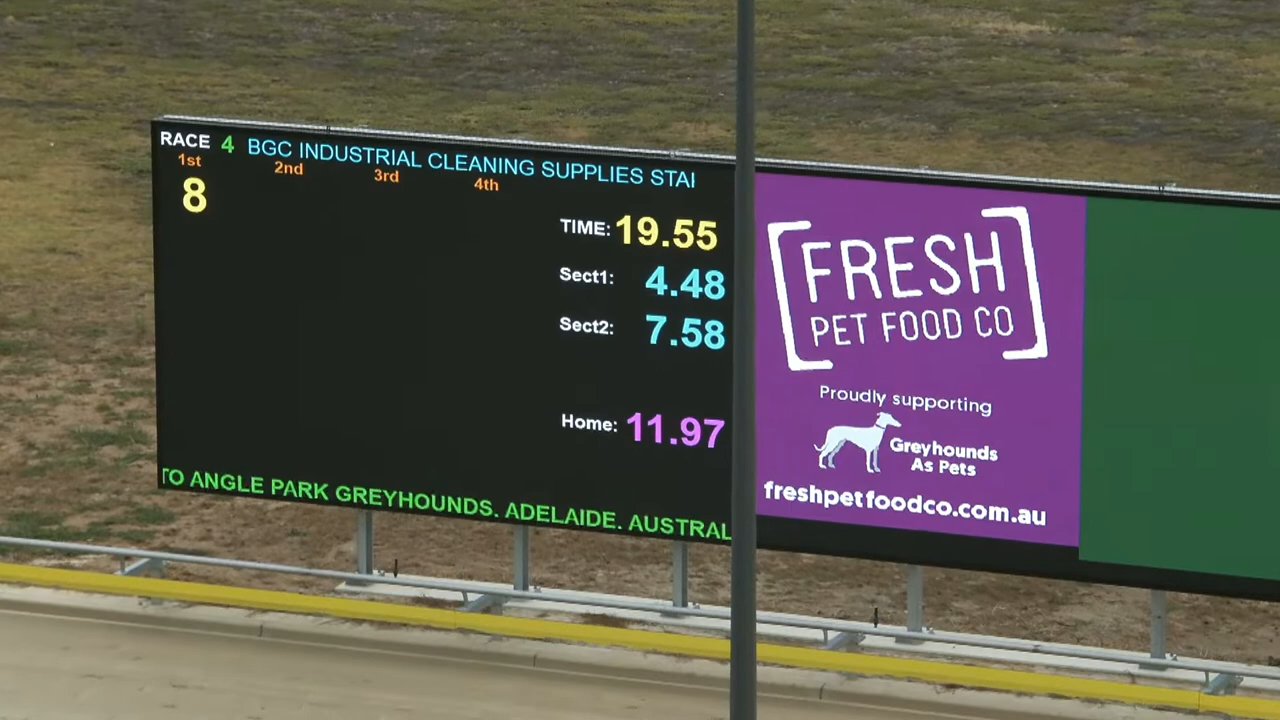 RACE 4 BGC INDUSTRIAL CLEANING SUPPLIES STAI
1st 2nd 3rd 4th
8
TIME: 19.55
Sect1: 4.48
Sect2: 7.58
Home: 11.97
TO ANGLE PARK GREYHOUNDS. ADELAIDE. AUSTRAL
FRESH
PET FOOD CO
Proudly supporting
Greyhounds
As Pets
freshpetfoodco.com.au